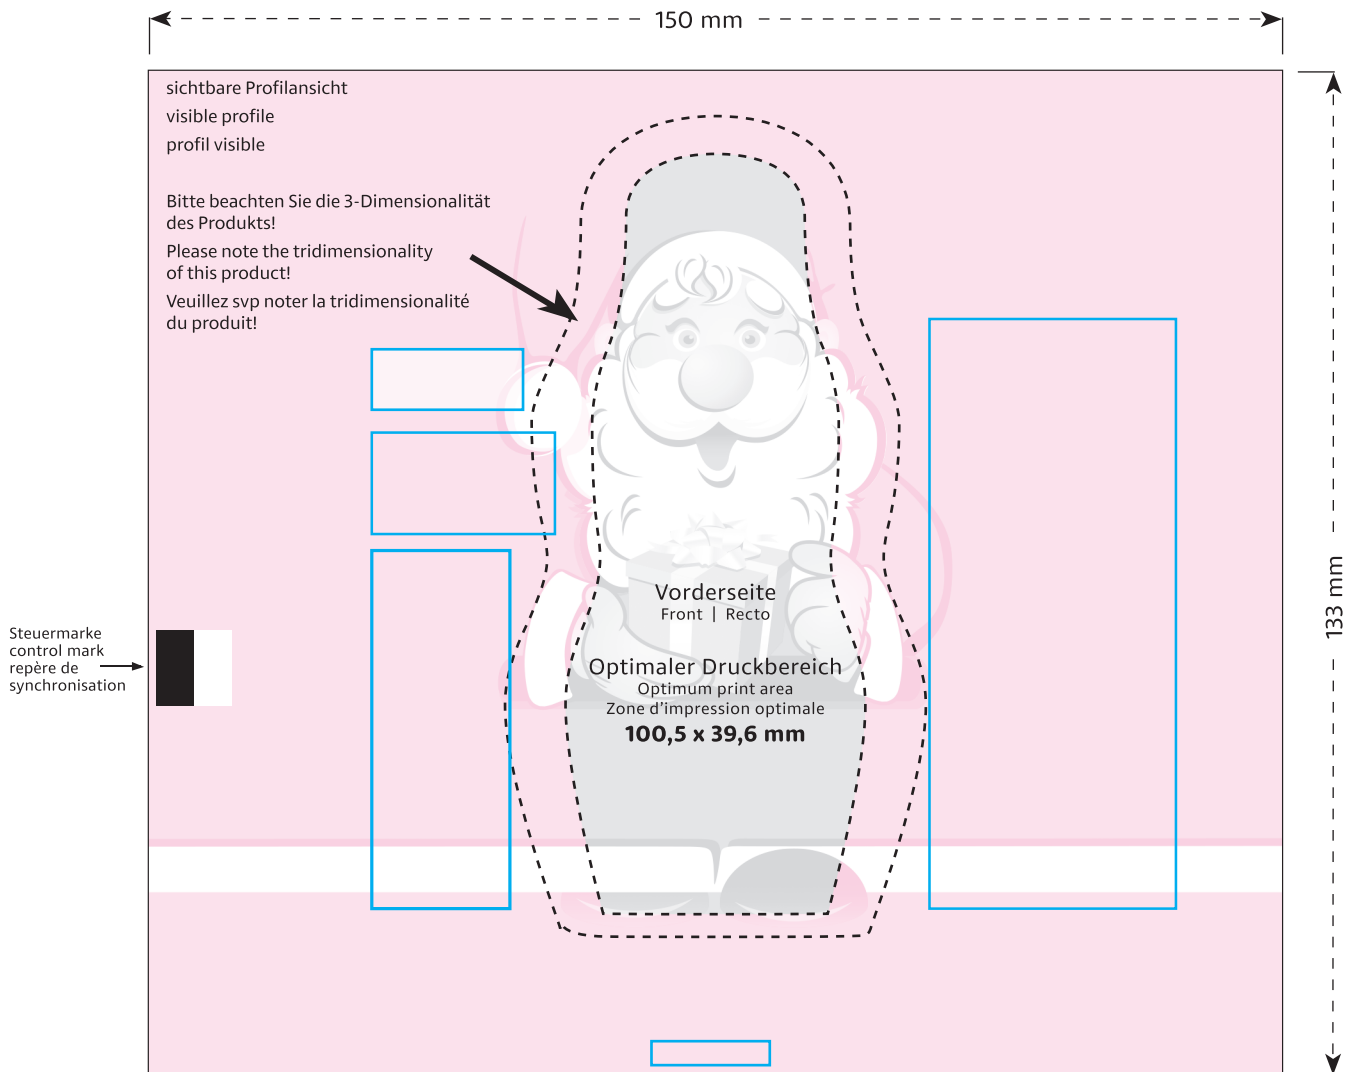 150 mm
sichtbare Profilansicht
visible profile
profil visible
Bitte beachten Sie die 3-Dimensionalität
des Produkts!
Please note the tridimensionality
of this product!
Veuillez svp noter la tridimensionalité
du produit!
133 mm
Vorderseite
Front | Recto
Steuermarke
control mark
repère de
synchronisation
Optimaler Druckbereich
Optimum print area
Zone d’impression optimale
100,5 x 39,6 mm